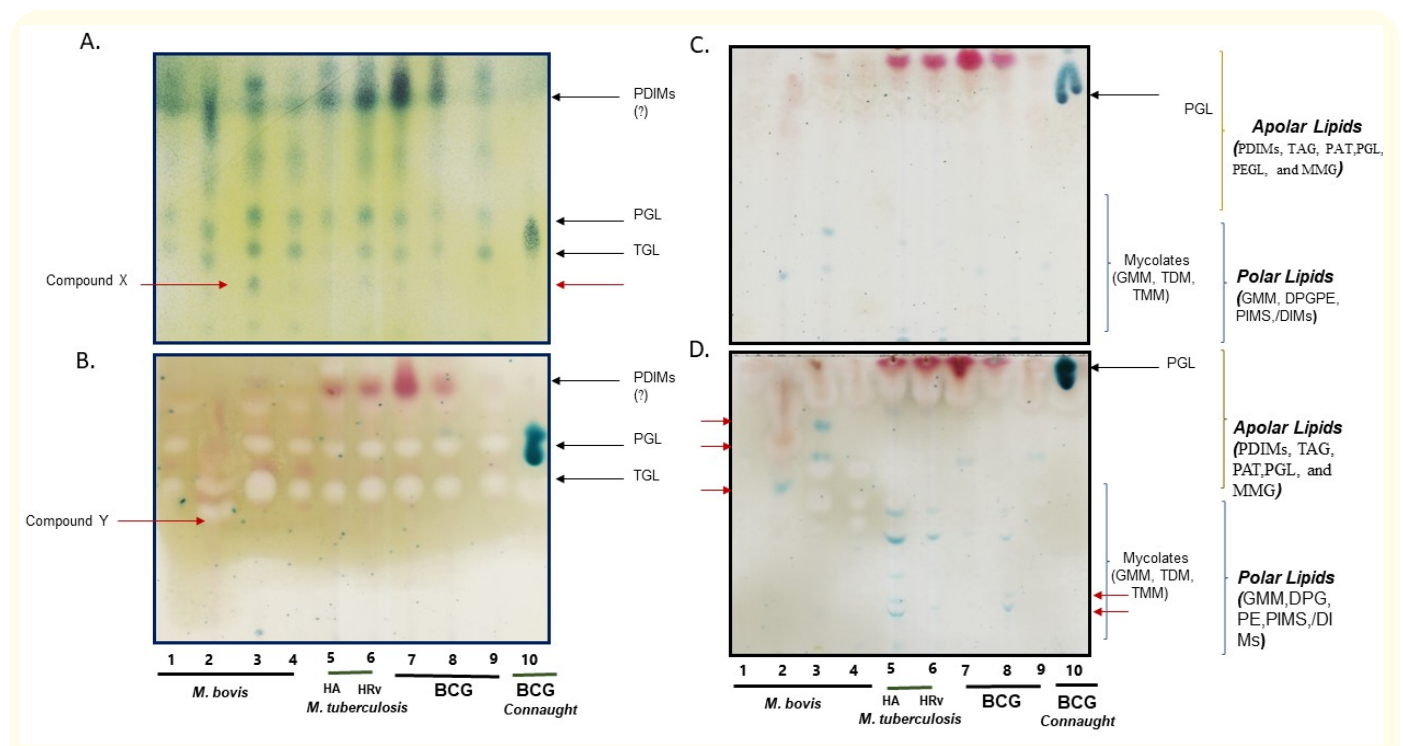 A.
PDIMs
(?)
PGL
TGL
Compound X
B.
PDIMs
(?)
PGL
TGL
Compound Y
1 2 3 4 5 6 7 8 9 10
HA HRv
M. bovis
M. tuberculosis
BCG
BCG
Connaught
C.
PGL
Apolar Lipids
(PDIMs, TAG, PAT,PGL,
PEGL, and MMG)
Mycolates
(GMM, TDM,
TMM)
Polar Lipids
(GMM, DPGPE,
PIMS,/DIMs)
D.
PGL
Apolar Lipids
(PDIMs, TAG,
PAT,PGL, and
MMG)
Mycolates
(GMM, TDM,
TMM)
Polar Lipids
(GMM,DPG,
PE,PIMS,/DI
Ms)
1 2 3 4 5 6 7 8 9 10
HA HRv
M. bovis
M. tuberculosis
BCG
BCG
Connaught